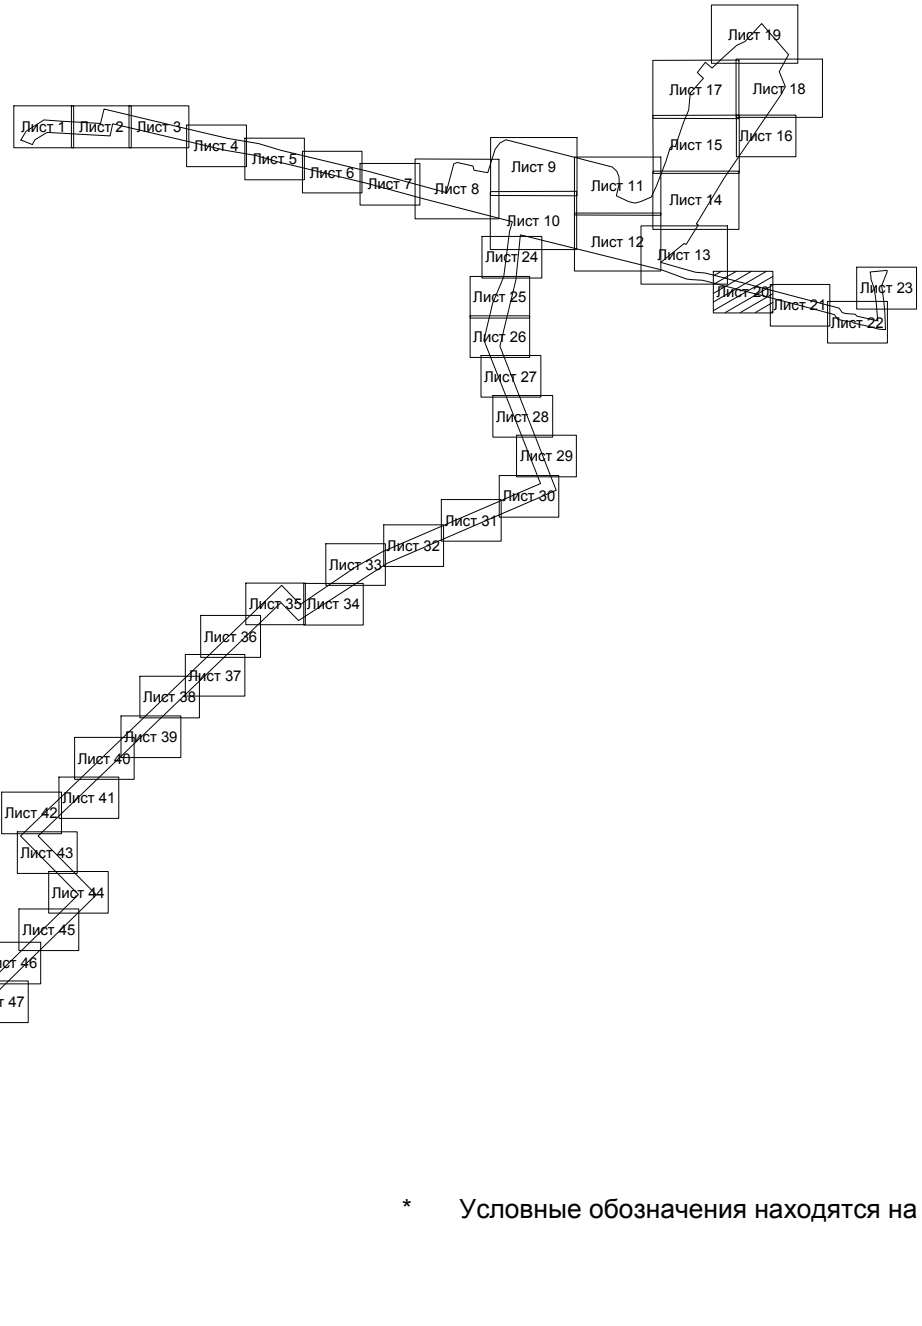 Лист 19
Лист 17
Лист 18
Лист 1
Лист 2
Лист 3
Лист 4
Лист 5
Лист 6
Лист 7
Лист 8
Лист 9
Лист 10
Лист 11
Лист 12
Лист 15
Лист 16
Лист 14
Лист 13
Лист 20
Лист 21
Лист 22
Лист 23
Лист 24
Лист 25
Лист 26
Лист 27
Лист 28
Лист 29
Лист 30
Лист 31
Лист 32
Лист 33
Лист 34
Лист 35
Лист 36
Лист 37
Лист 38
Лист 39
Лист 40
Лист 41
Лист 42
Лист 43
Лист 44
Лист 45
ист 46
т 47
* Условные обозначения находятся на